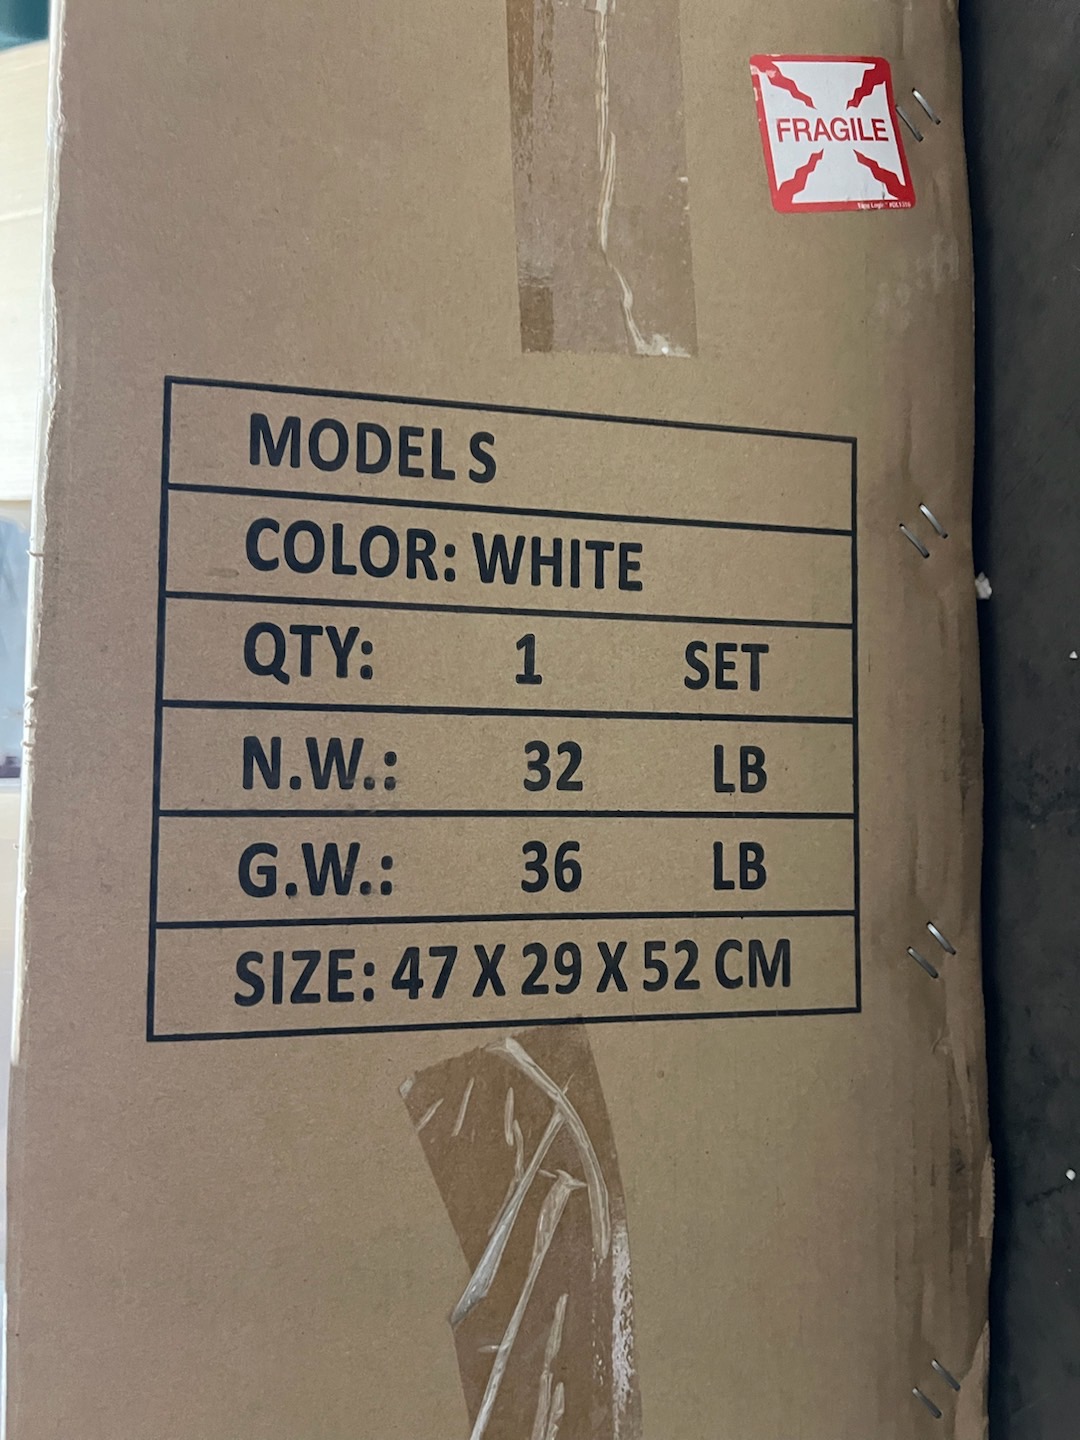 FRAGILE
MODEL S
COLOR: WHITE
QTY: 1 SET
N.W.: 32 LB
G.W.: 36 LB
SIZE: 47 X 29 X 52 CM